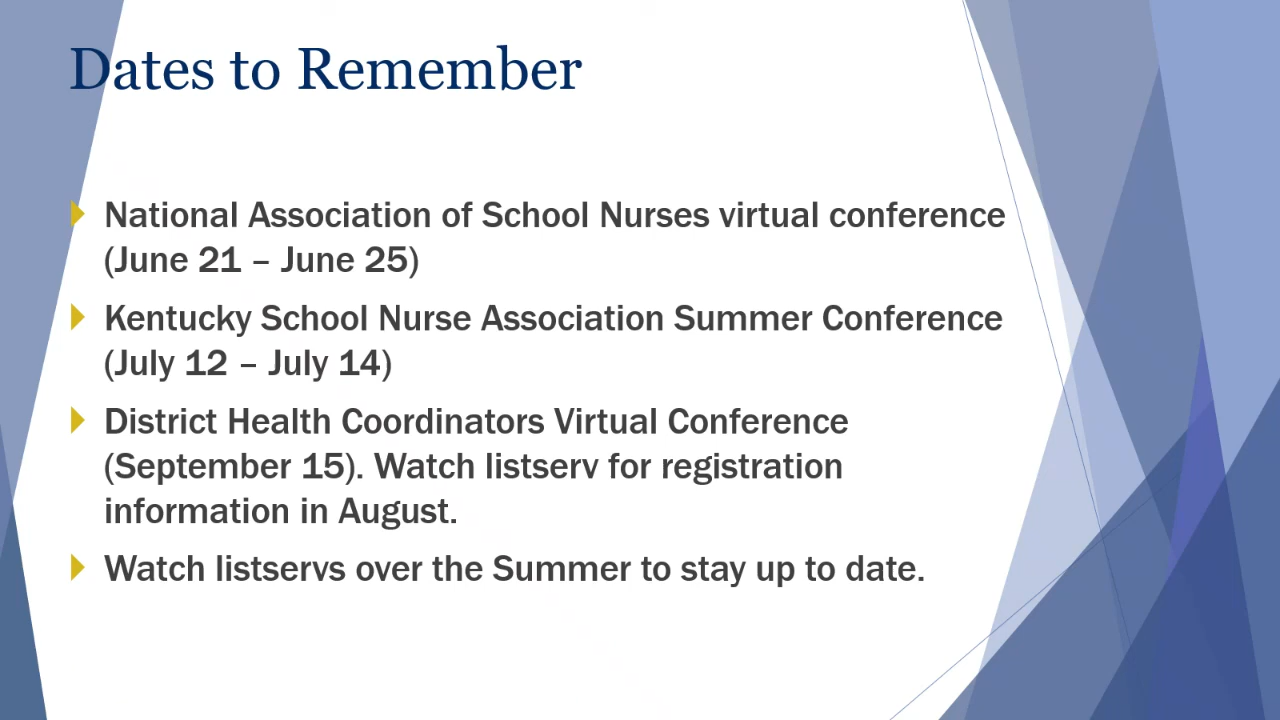 Dates to Remember
National Association of School Nurses virtual conference
(June 21 – June 25)
Kentucky School Nurse Association Summer Conference
(July 12 – July 14)
District Health Coordinators Virtual Conference
(September 15). Watch listserv for registration
information in August.
Watch listservs over the Summer to stay up to date.